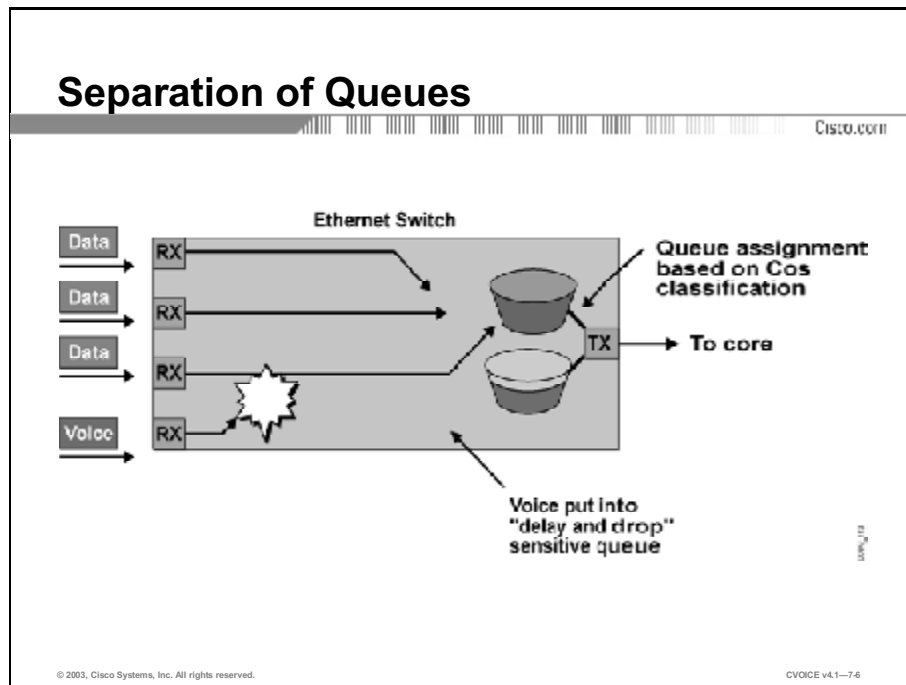 Separation of Queues
Cisco.com
Ethernet Switch
Data
RX
Data
RX
Data
RX
Voice
RX
Queue assignment
based on Cos
classification
TX
To core
Voice put into
"delay and drop"
sensitive queue
© 2003, Cisco Systems, Inc. All rights reserved.
CVOICE v4.1—7-6